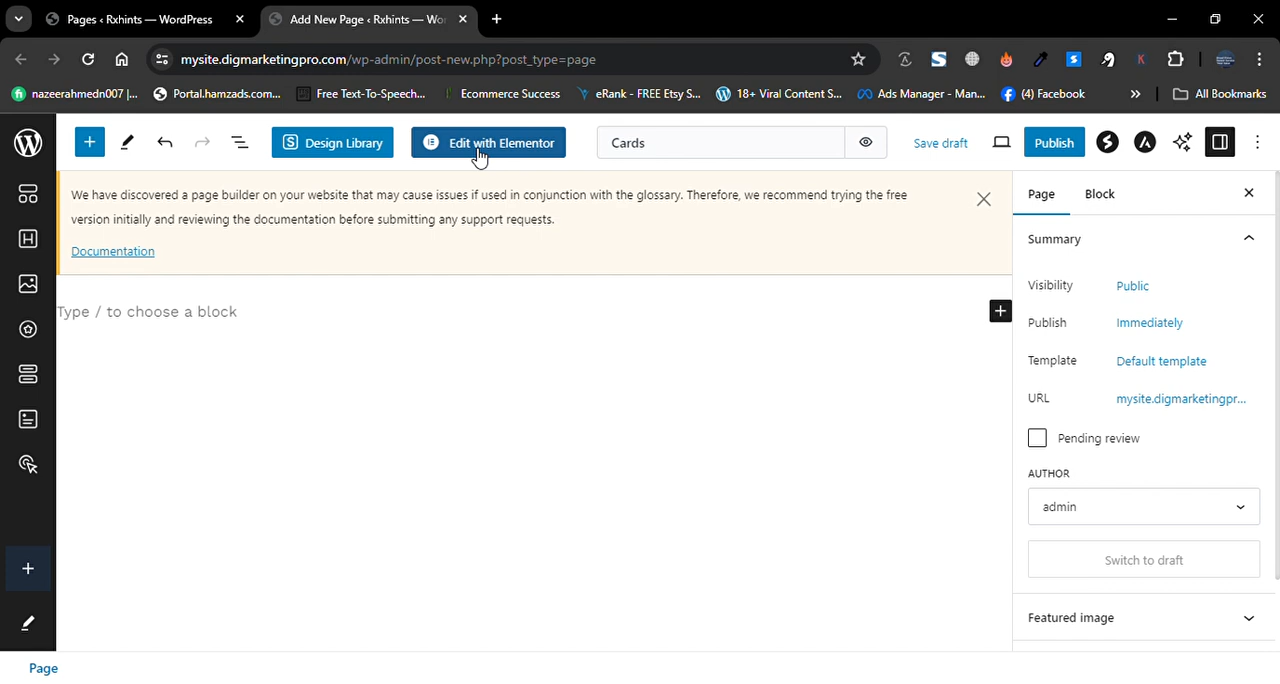 Pages ‹ Rxhints — WordPress
Add New Page ‹ Rxhints — Wor
mysite.digmarketingpro.com/wp-admin/post-new.php?post_type=page
nazeerahmedn007 |...
Portal.hamzads.com...
Free Text-To-Speech...
Ecommerce Success
eRank - FREE Etsy S...
18+ Viral Content S...
Ads Manager - Man...
(4) Facebook
All Bookmarks
Design Library
Edit with Elementor
Cards
Save draft
Publish
We have discovered a page builder on your website that may cause issues if used in conjunction with the glossary. Therefore, we recommend trying the free
version initially and reviewing the documentation before submitting any support requests.
Documentation
Type / to choose a block
Page
Block
Summary
Visibility
Public
Publish
Immediately
Template
Default template
URL
mysite.digmarketingpr...
Pending review
AUTHOR
admin
Switch to draft
Featured image
Page